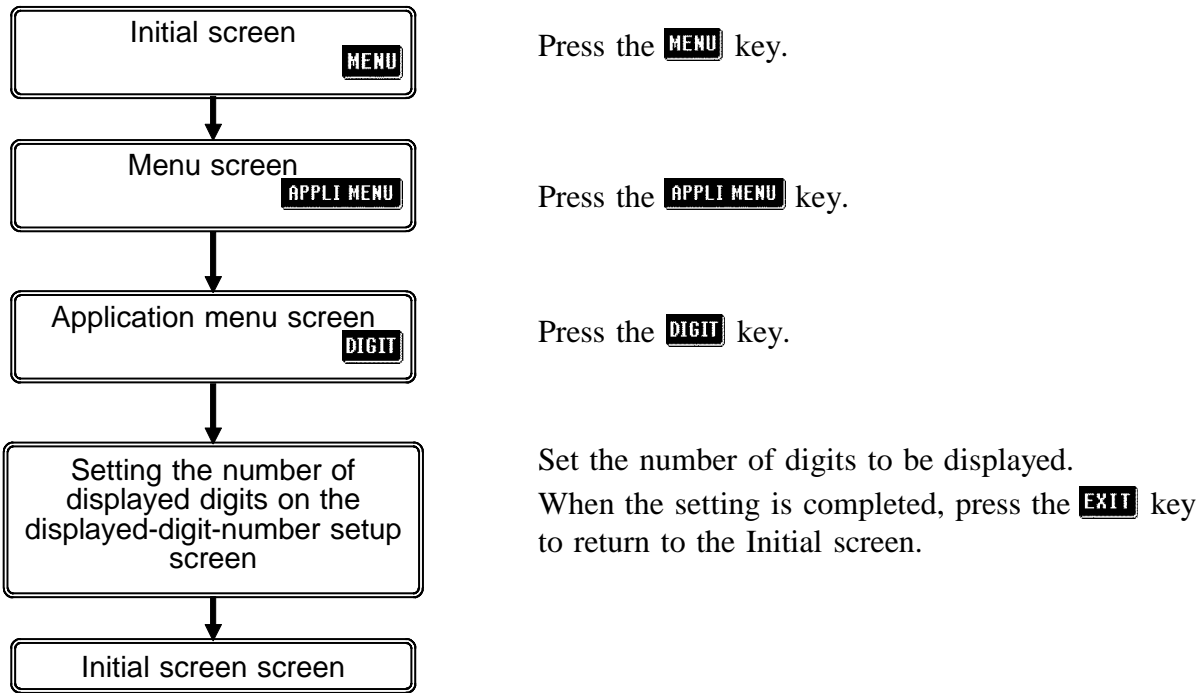 Initial screen
MENU
Press the MENU key.
Menu screen
APPLI MENU
Press the APPLI MENU key.
Application menu screen
DIGIT
Press the DIGIT key.
Setting the number of
displayed digits on the
displayed-digit-number setup
screen
Set the number of digits to be displayed.
When the setting is completed, press the EXIT key
to return to the Initial screen.
Initial screen screen